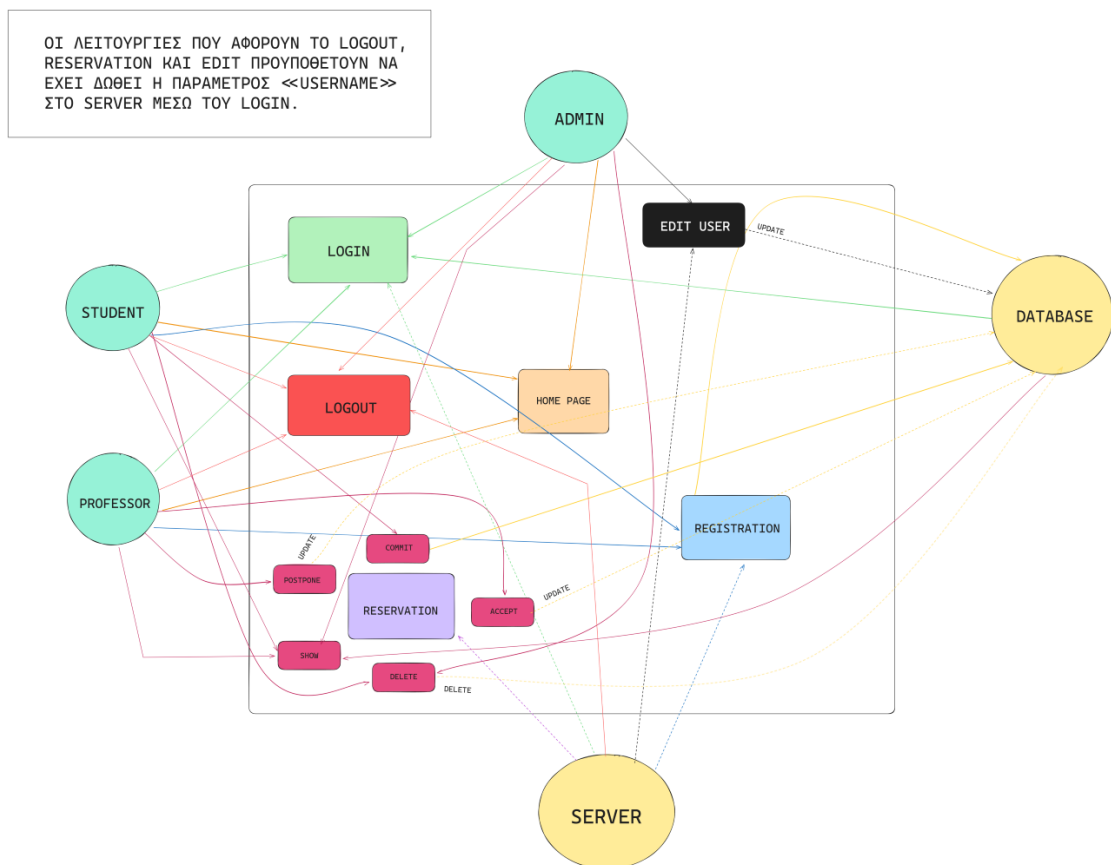 ΟΙ ΛΕΙΤΟΥΡΓΙΕΣ ΠΟΥ ΑΦΟΡΟΥΝ ΤΟ LOGOUT,
RESERVATION ΚΑΙ EDIT ΠΡΟΥΠΟΘΕΤΟΥΝ ΝΑ
ΕΧΕΙ ΔΩΘΕΙ Η ΠΑΡΑΜΕΤΡΟΣ <<USERNAME>>
ΣΤΟ SERVER ΜΕΣΩ ΤΟΥ LOGIN.
ADMIN
EDIT USER
UPDATE
LOGIN
STUDENT
DATABASE
HOME PAGE
LOGOUT
PROFESSOR
REGISTRATION
UPDATE
COMMIT
POSTPONE
UPDATE
RESERVATION
ACCEPT
SHOW
DELETE
DELETE
SERVER